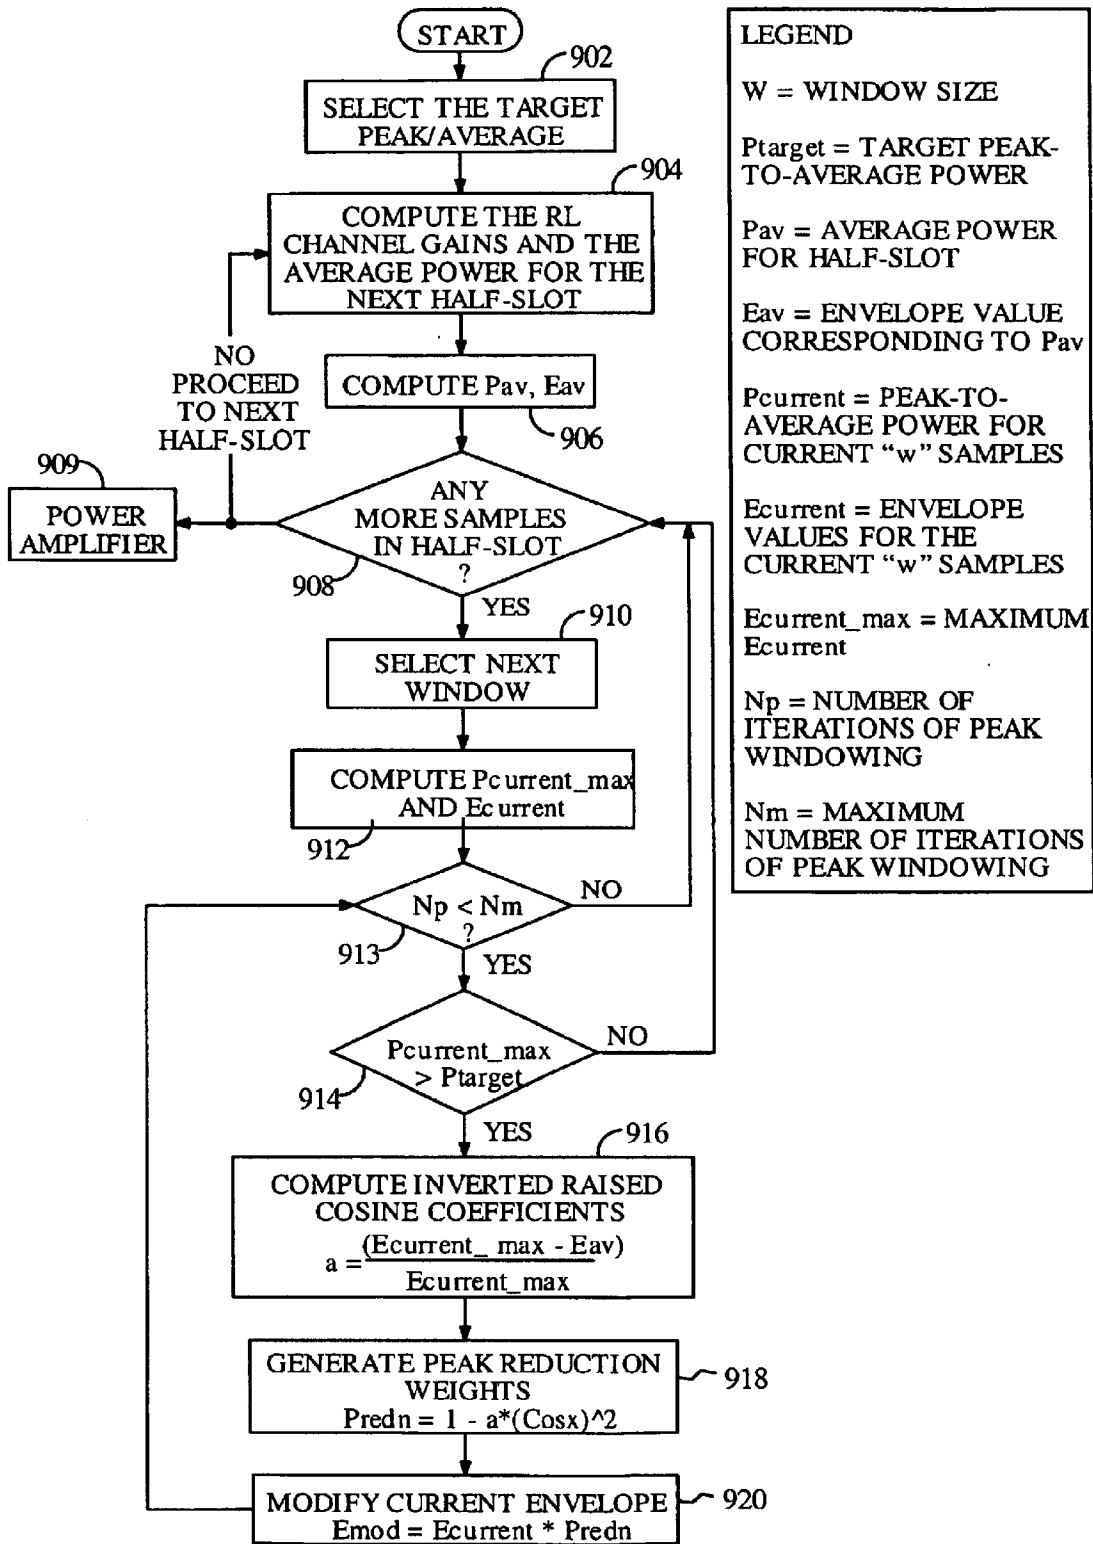 START
902
SELECT THE TARGET
PEAK/AVERAGE
904
COMPUTE THE RL
CHANNEL GAINS AND THE
AVERAGE POWER FOR THE
NEXT HALF-SLOT
NO
PROCEED
TO NEXT
HALF-SLOT
COMPUTE Pav, Eav
906
909
POWER
AMPLIFIER
ANY
MORE SAMPLES
IN HALF-SLOT
?
908
YES
910
SELECT NEXT
WINDOW
COMPUTE Pcurrent_max
AND Ecurrent
912
Np < Nm
?
NO
913
YES
Pcurrent_max
> Ptarget
NO
914
YES
916
COMPUTE INVERTED RAISED
COSINE COEFFICIENTS
(Ecurrent_ max - Eav)
a =
Ecurrent_max
GENERATE PEAK REDUCTION
WEIGHTS
Predn = 1 - a*(Cosx)^2
918
MODIFY CURRENT ENVELOPE
Emod = Ecurrent * Predn
920
LEGEND
W = WINDOW SIZE
Ptarget = TARGET PEAK-
TO-AVERAGE POWER
Pav = AVERAGE POWER
FOR HALF-SLOT
Eav = ENVELOPE VALUE
CORRESPONDING TO Pav
Pcurrent = PEAK-TO-
AVERAGE POWER FOR
CURRENT “w” SAMPLES
Ecurrent = ENVELOPE
VALUES FOR THE
CURRENT “w” SAMPLES
Ecurrent_max = MAXIMUM
Ecurrent
Np = NUMBER OF
ITERATIONS OF PEAK
WINDOWING
Nm = MAXIMUM
NUMBER OF ITERATIONS
OF PEAK WINDOWING